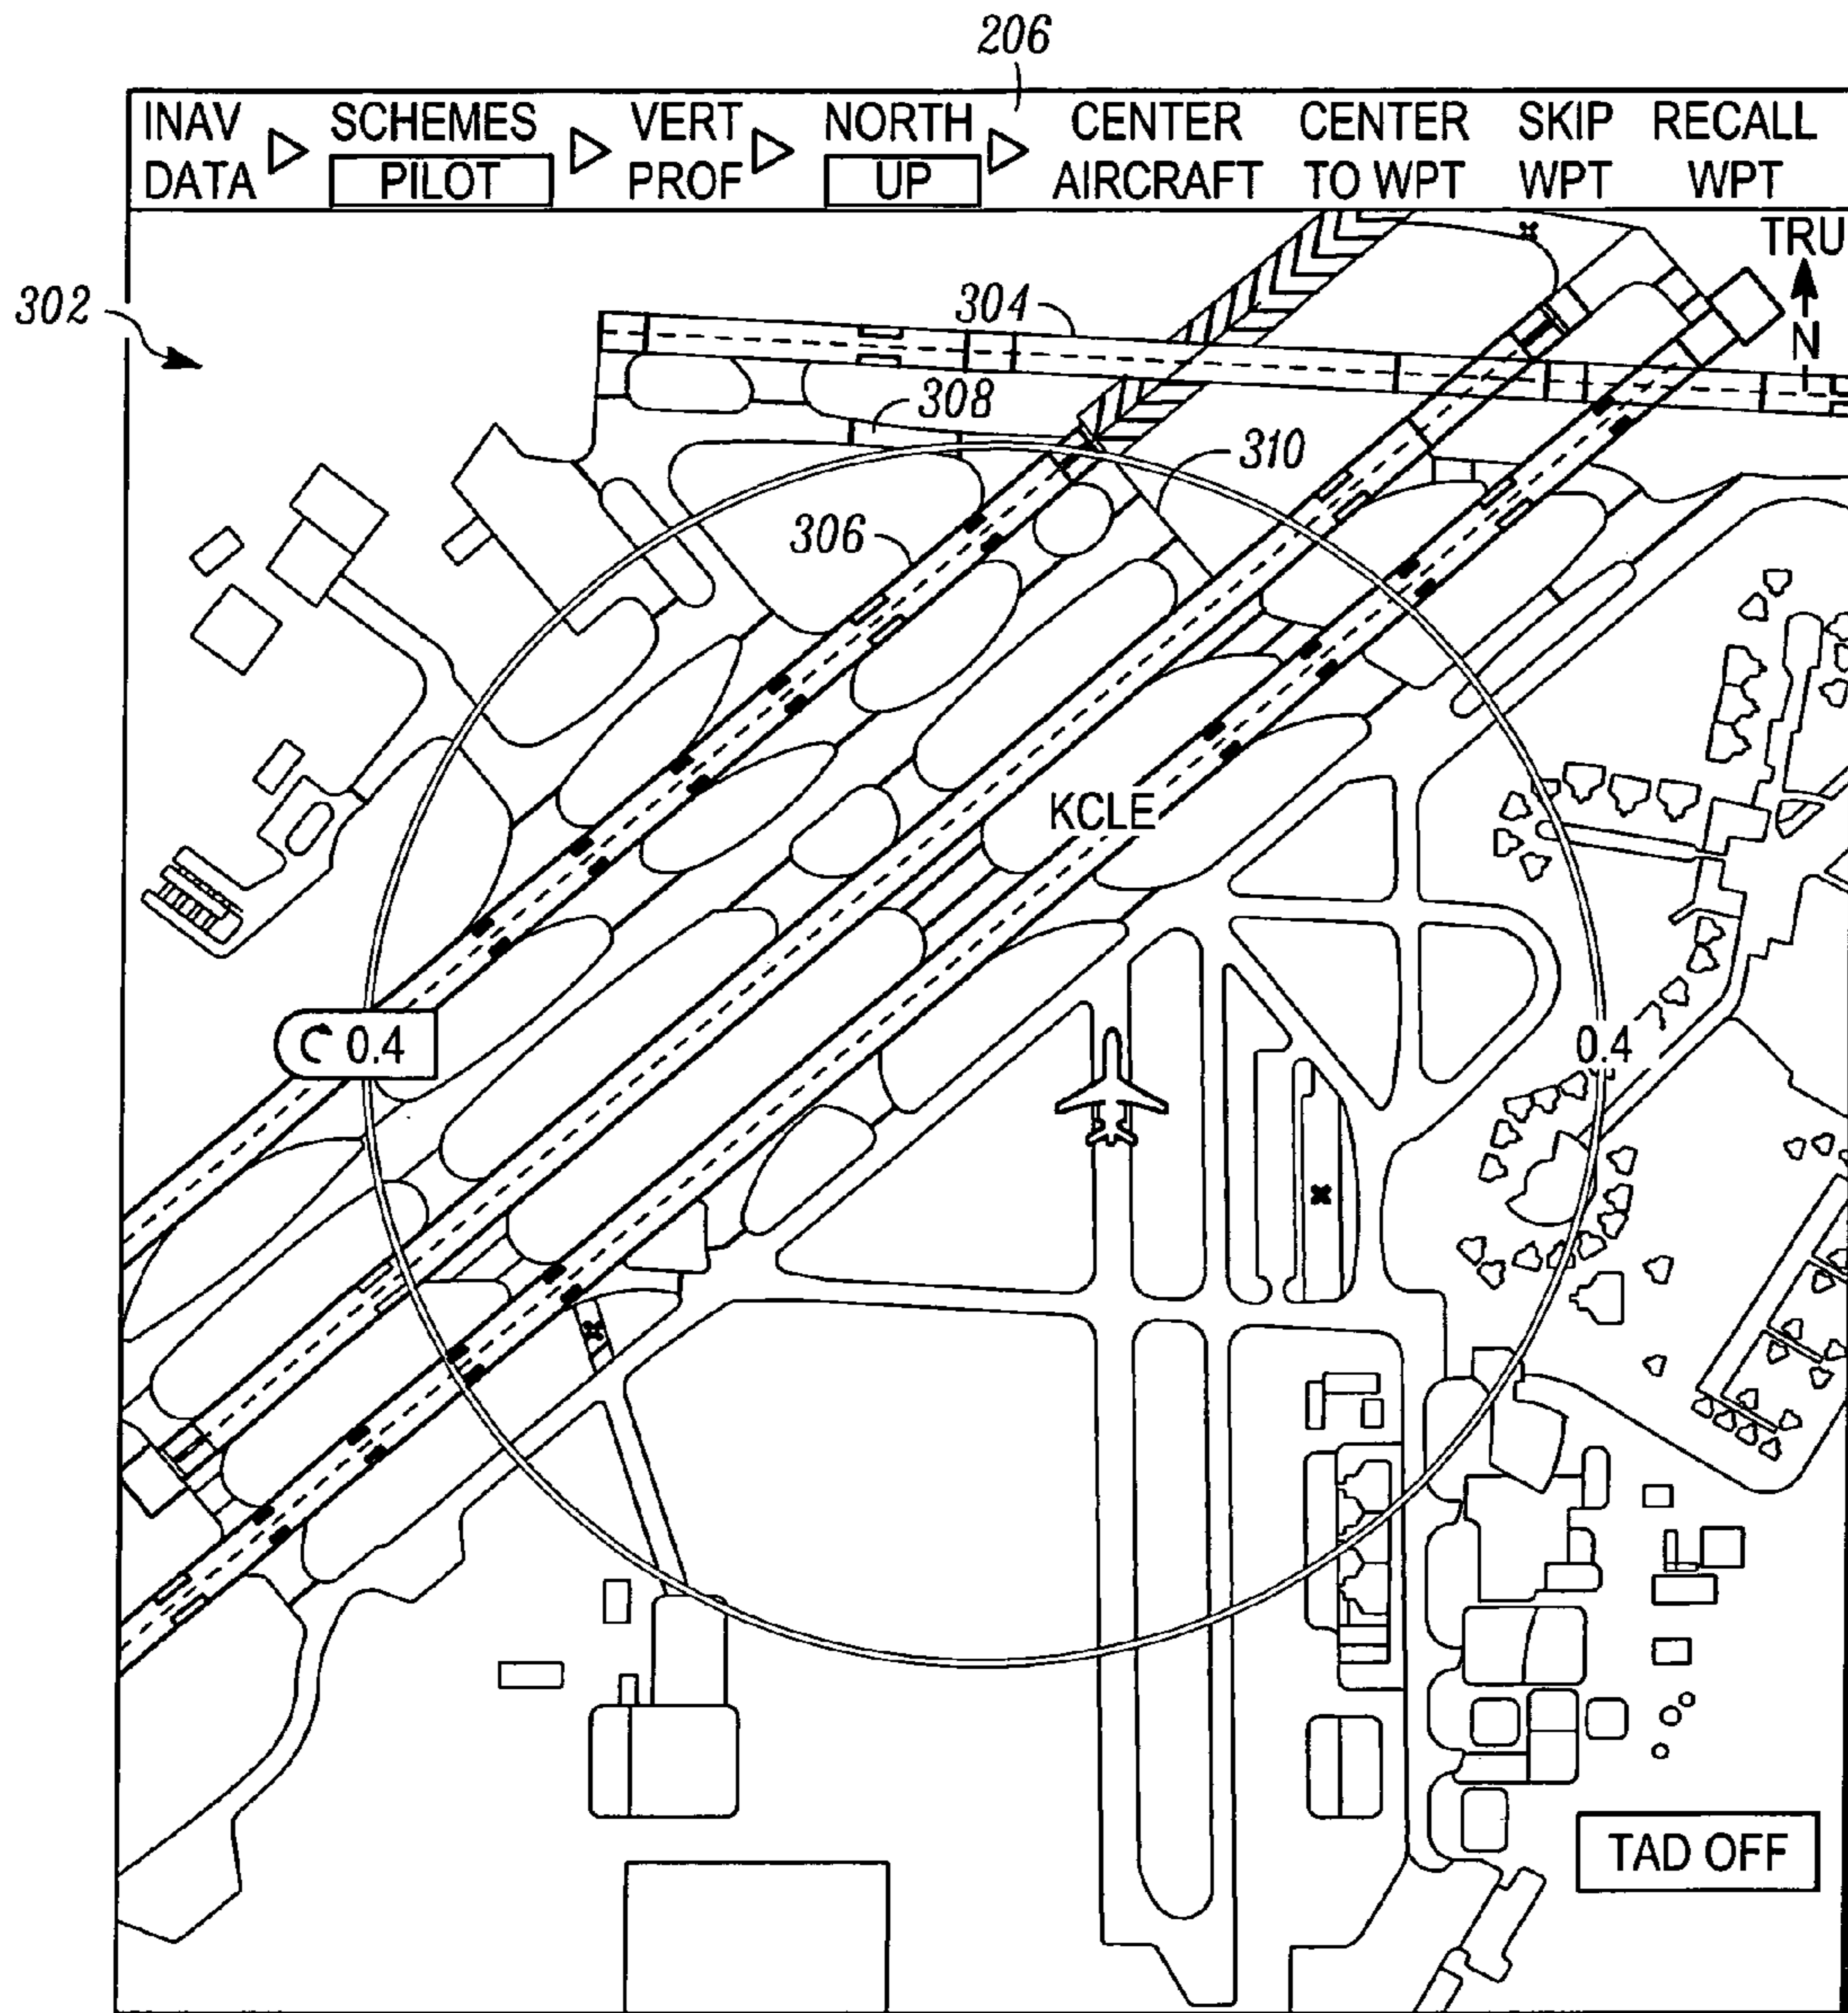 206
INAV SCHEMES VERT NORTH CENTER CENTER SKIP RECALL
DATA PILOT PROF UP AIRCRAFT TO WPT WPT WPT
TRU
302
304
N
308
310
306
KCLE
0.4
0.4
TAD OFF